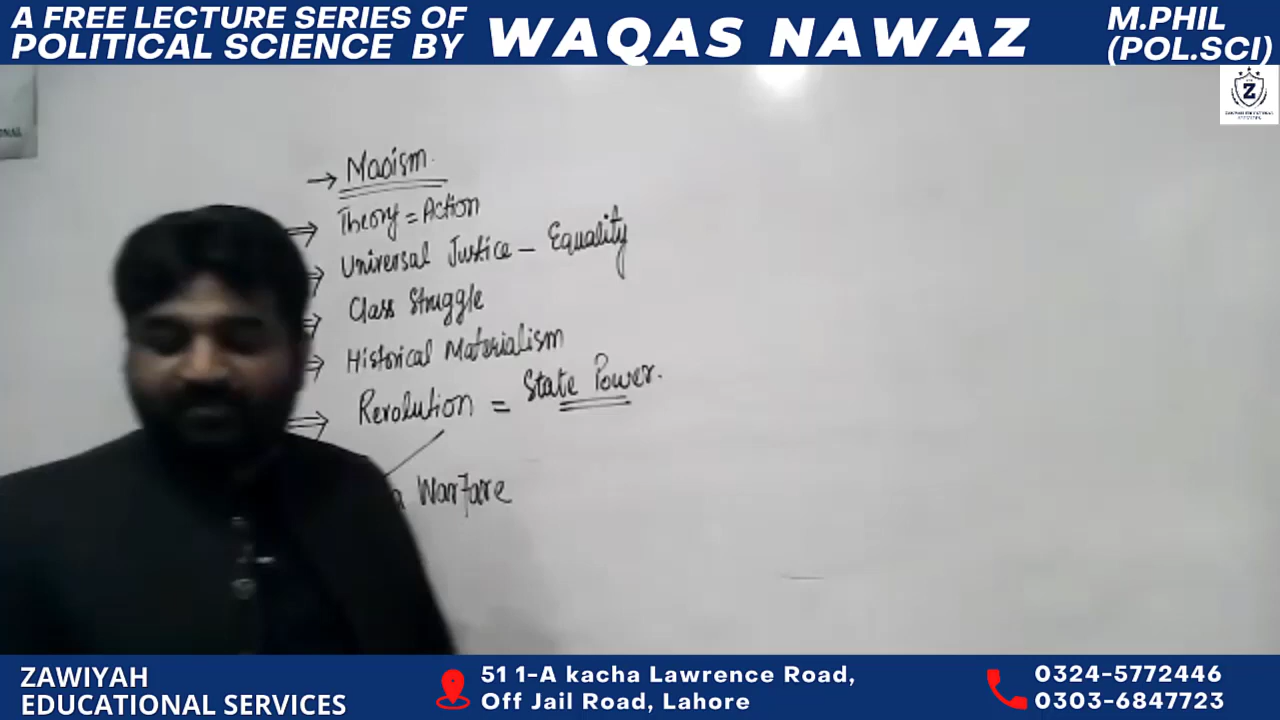 A FREE LECTURE SERIES OF
POLITICAL SCIENCE BY
WAQAS NAWAZ
M.PHIL
(POL.SCI)
Z
→ Maoism.
⇒ Theory = Action
⇒ Universal Justice – Equality
⇒ Class Struggle
⇒ Historical Materialism
⇒ Revolution = State Power.
Warfare
ZAWIYAH
EDUCATIONAL SERVICES
51 1-A kacha Lawrence Road,
Off Jail Road, Lahore
0324-5772446
0303-6847723